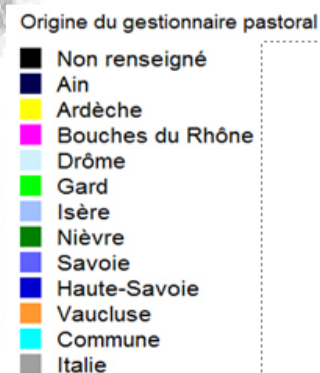 Origine du gestionnaire pastoral
Non renseigné
Ain
Ardèche
Bouches du Rhône
Drôme
Gard
Isère
Nièvre
Savoie
Haute-Savoie
Vaucluse
Commune
Italie